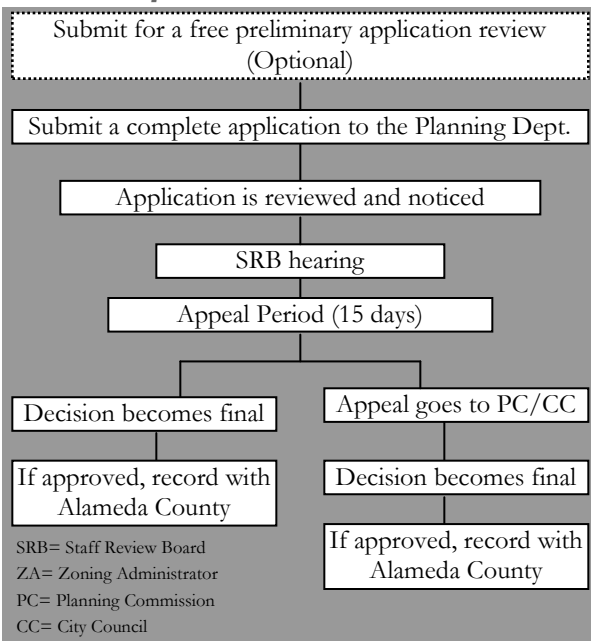 Submit for a free preliminary application review
(Optional)
Submit a complete application to the Planning Dept.
Application is reviewed and noticed
SRB hearing
Appeal Period (15 days)
Decision becomes final
If approved, record with
Alameda County
Appeal goes to PC/CC
Decision becomes final
If approved, record with
Alameda County
SRB= Staff Review Board
ZA= Zoning Administrator
PC= Planning Commission
CC= City Council